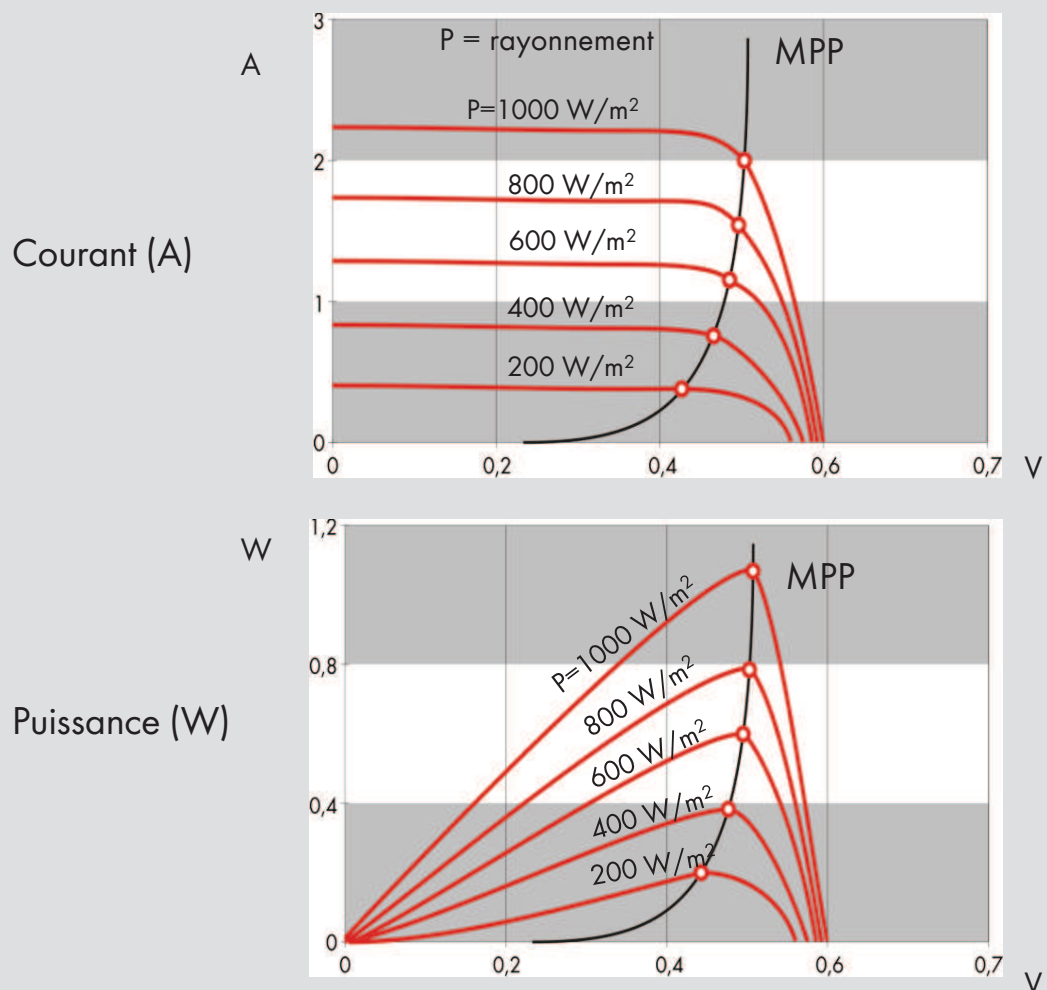 3
P = rayonnement
MPP
A
P=1000 W/m²
2
800 W/m²
600 W/m²
Courant (A)
1
400 W/m²
200 W/m²
0
0 0,2 0,4 0,6 0,7 V
1,2
W
MPP
P=1000 W/m²
0,8
800 W/m²
Puissance (W)
600 W/m²
0,4
400 W/m²
200 W/m²
0
0 0,2 0,4 0,6 0,7
V